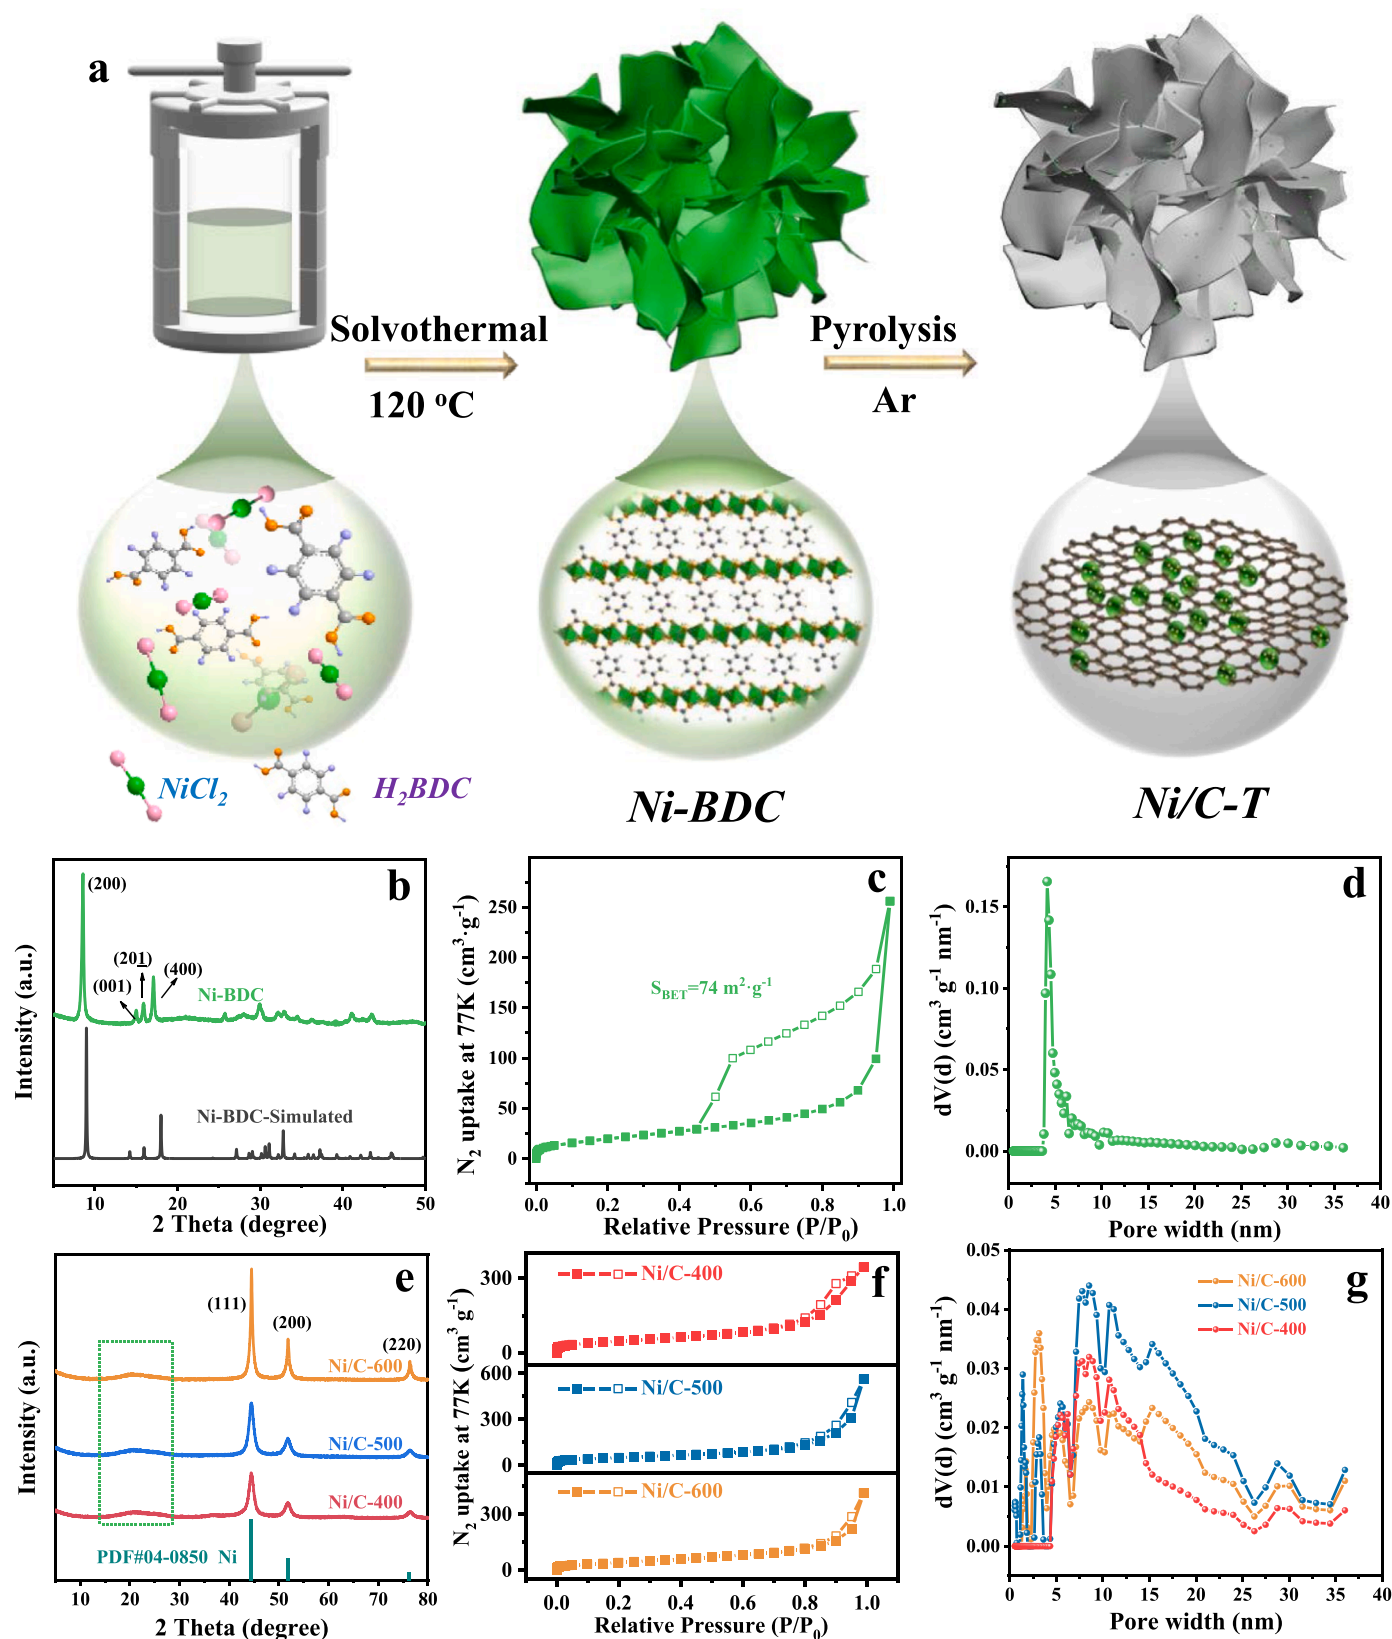 a
Solvothermal
120 °C
Pyrolysis
Ar
NiCl₂
H₂BDC
Ni-BDC
Ni/C-T
b
(200)
(001)
(201̲)
(400)
Ni-BDC
Ni-BDC-Simulated
Intensity (a.u.)
10 20 30 40 50
2 Theta (degree)
c
N₂ uptake at 77K (cm³·g⁻¹)
250
200
150
100
50
0
S_BET=74 m²·g⁻¹
0.0 0.2 0.4 0.6 0.8 1.0
Relative Pressure (P/P₀)
d
dV(d) (cm³ g⁻¹ nm⁻¹)
0.15
0.10
0.05
0.00
0 5 10 15 20 25 30 35 40
Pore width (nm)
e
Intensity (a.u.)
(111)
(200)
(220)
Ni/C-600
Ni/C-500
Ni/C-400
PDF#04-0850 Ni
10 20 30 40 50 60 70 80
2 Theta (degree)
f
N₂ uptake at 77K (cm³ g⁻¹)
300
0
Ni/C-400
600
300
0
Ni/C-500
300
0
Ni/C-600
0.0 0.2 0.4 0.6 0.8 1.0
Relative Pressure (P/P₀)
g
dV(d) (cm³ g⁻¹ nm⁻¹)
0.05
0.04
0.03
0.02
0.01
0.00
Ni/C-600
Ni/C-500
Ni/C-400
0 5 10 15 20 25 30 35 40
Pore width (nm)